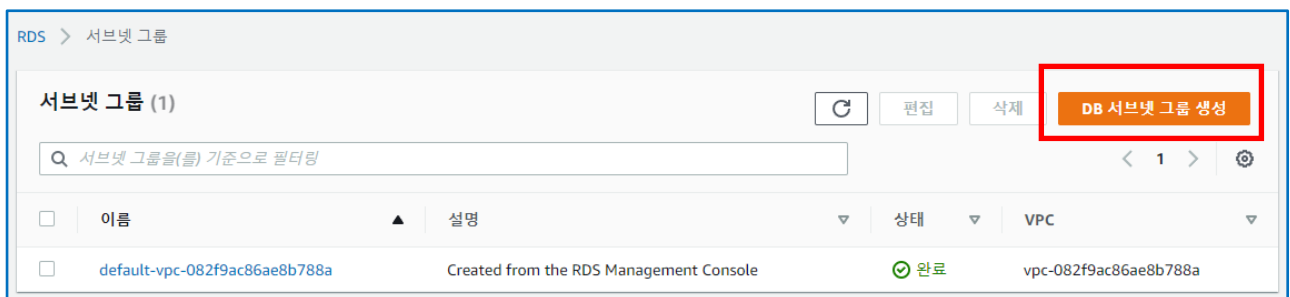 RDS > 서브넷 그룹
서브넷 그룹 (1)
편집
삭제
DB 서브넷 그룹 생성
서브넷 그룹을(를) 기준으로 필터링
< 1 >
이름 ▲ 설명 ▽ 상태 ▽ VPC ▽
default-vpc-082f9ac86ae8b788a Created from the RDS Management Console 완료 vpc-082f9ac86ae8b788a